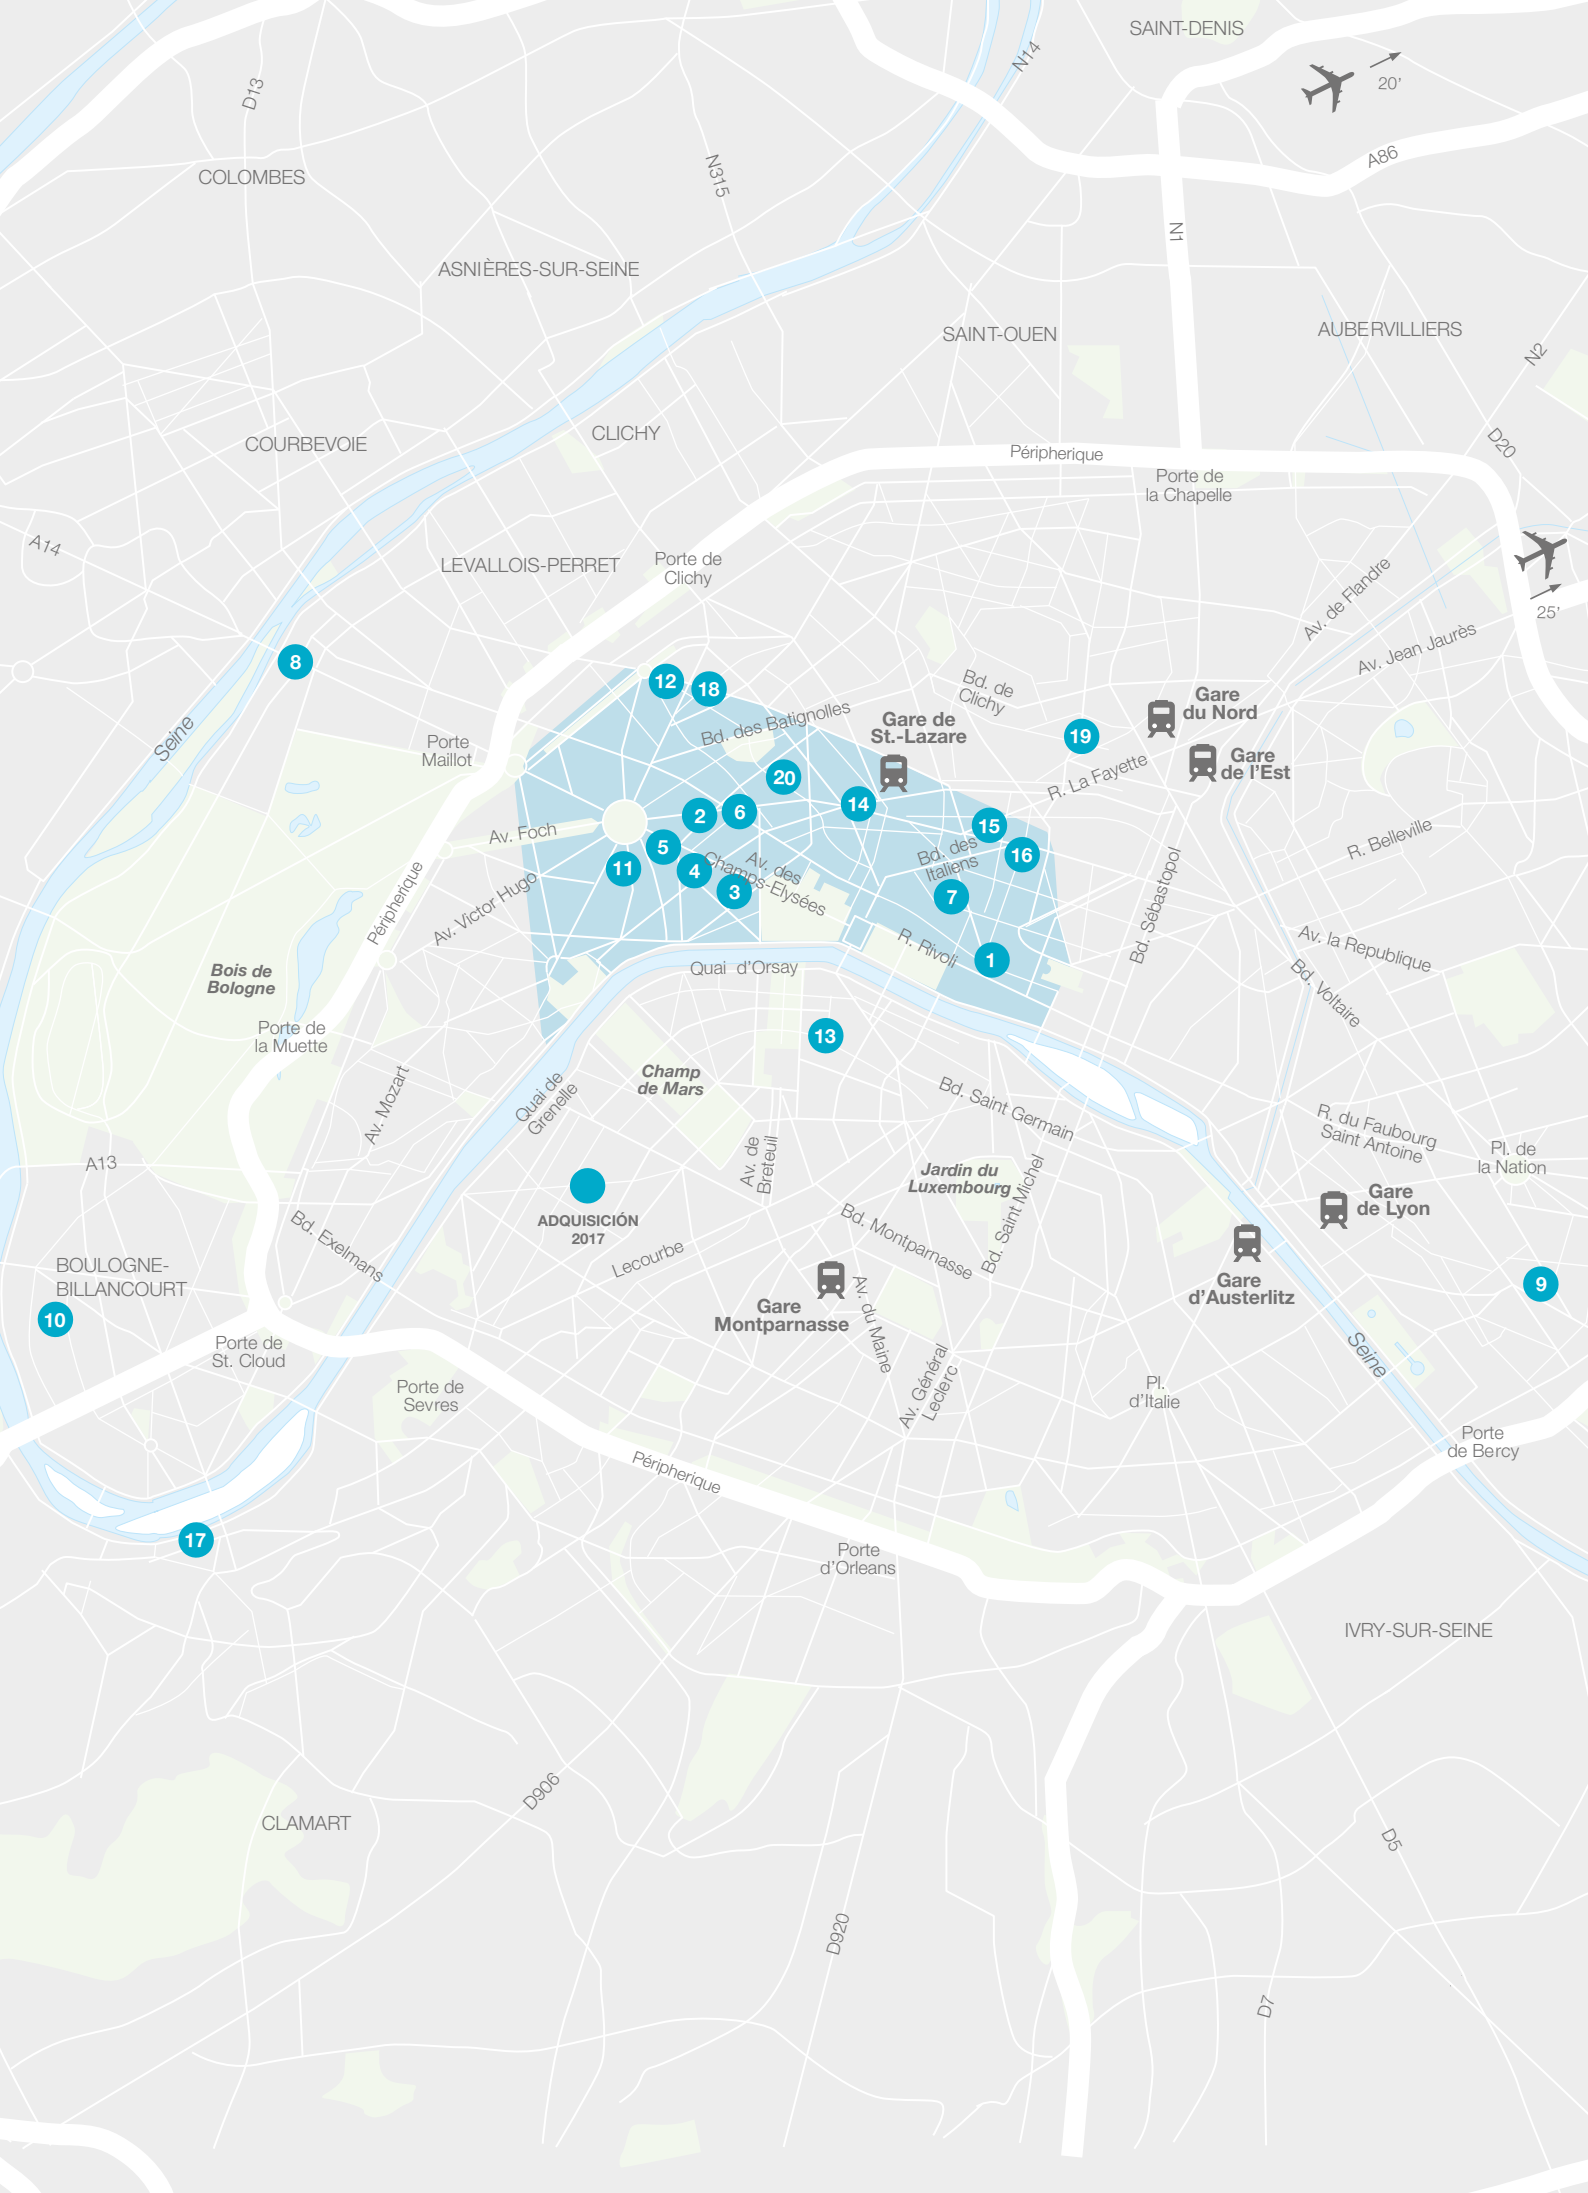 SAINT-DENIS
N14
20’
D13
A86
COLOMBES
N315
N1
ASNIÈRES-SUR-SEINE
SAINT-OUEN
AUBERVILLIERS
N2
COURBEVOIE
CLICHY
Péripherique
D20
Porte de
la Chapelle
A14
LEVALLOIS-PERRET
Porte de
Clichy
Av. de Flandre
25’
Av. Jean Jaurès
8
12
18
Bd. de
Clichy
Gare
du Nord
Seine
Bd. des Batignolles
Gare de
St.-Lazare
19
Porte
Maillot
Gare
de l’Est
20
R. La Fayette
14
2
6
15
Av. Foch
R. Belleville
5
16
Bd. des
Italiens
11
4
Av. des
Champs-Elysées
3
7
Péripherique
Av. Victor Hugo
Bd. Sébastopol
R. Rivoli
1
Av. la Republique
Quai d’Orsay
Bois de
Bologne
Bd. Voltaire
Porte de
la Muette
13
Champ
de Mars
Av. Mozart
Quai de
Grenelle
Bd. Saint Germain
R. du Faubourg
Saint Antoine
Pl. de
la Nation
A13
Av. de
Breteuil
Jardin du
Luxembourg
Bd. Saint Michel
Gare
de Lyon
ADQUISICIÓN
2017
Bd. Exelmans
Lecourbe
Bd. Montparnasse
BOULOGNE-
BILLANCOURT
Gare
d’Austerlitz
9
10
Gare
Montparnasse
Av. du Maine
Porte de
St. Cloud
Seine
Porte de
Sevres
Av. Général
Leclerc
Pl.
d’Italie
Porte
de Bercy
Péripherique
17
Porte
d’Orleans
IVRY-SUR-SEINE
D906
CLAMART
D5
D920
D7